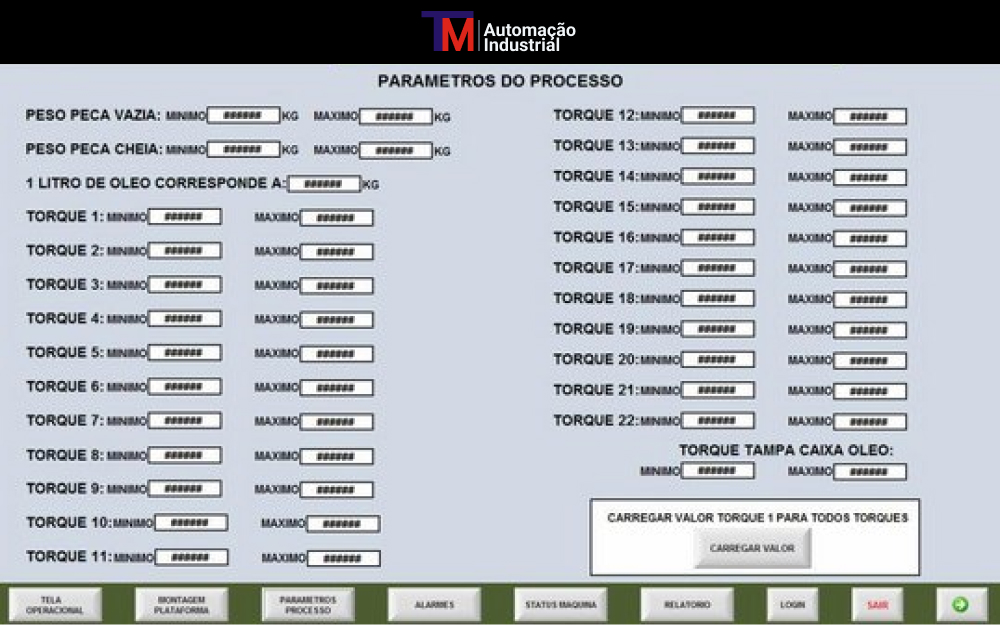 TM Automação
Industrial
PARAMETROS DO PROCESSO
PESO PECA VAZIA: MINIMO ###### KG MAXIMO ###### KG
PESO PECA CHEIA: MINIMO ###### KG MAXIMO ###### KG
1 LITRO DE OLEO CORRESPONDE A: ###### KG
TORQUE 1: MINIMO ###### MAXIMO ######
TORQUE 2: MINIMO ###### MAXIMO ######
TORQUE 3: MINIMO ###### MAXIMO ######
TORQUE 4: MINIMO ###### MAXIMO ######
TORQUE 5: MINIMO ###### MAXIMO ######
TORQUE 6: MINIMO ###### MAXIMO ######
TORQUE 7: MINIMO ###### MAXIMO ######
TORQUE 8: MINIMO ###### MAXIMO ######
TORQUE 9: MINIMO ###### MAXIMO ######
TORQUE 10: MINIMO ###### MAXIMO ######
TORQUE 11: MINIMO ###### MAXIMO ######
TORQUE 12: MINIMO ###### MAXIMO ######
TORQUE 13: MINIMO ###### MAXIMO ######
TORQUE 14: MINIMO ###### MAXIMO ######
TORQUE 15: MINIMO ###### MAXIMO ######
TORQUE 16: MINIMO ###### MAXIMO ######
TORQUE 17: MINIMO ###### MAXIMO ######
TORQUE 18: MINIMO ###### MAXIMO ######
TORQUE 19: MINIMO ###### MAXIMO ######
TORQUE 20: MINIMO ###### MAXIMO ######
TORQUE 21: MINIMO ###### MAXIMO ######
TORQUE 22: MINIMO ###### MAXIMO ######
TORQUE TAMPA CAIXA OLEO:
MINIMO ###### MAXIMO ######
CARREGAR VALOR TORQUE 1 PARA TODOS TORQUES
CARREGAR VALOR
TELA
OPERACIONAL
MONTAGEM
PLATAFORMA
PARAMETROS
PROCESSO
ALARMES
STATUS MAQUINA
RELATORIO
LOGIN
SAIR